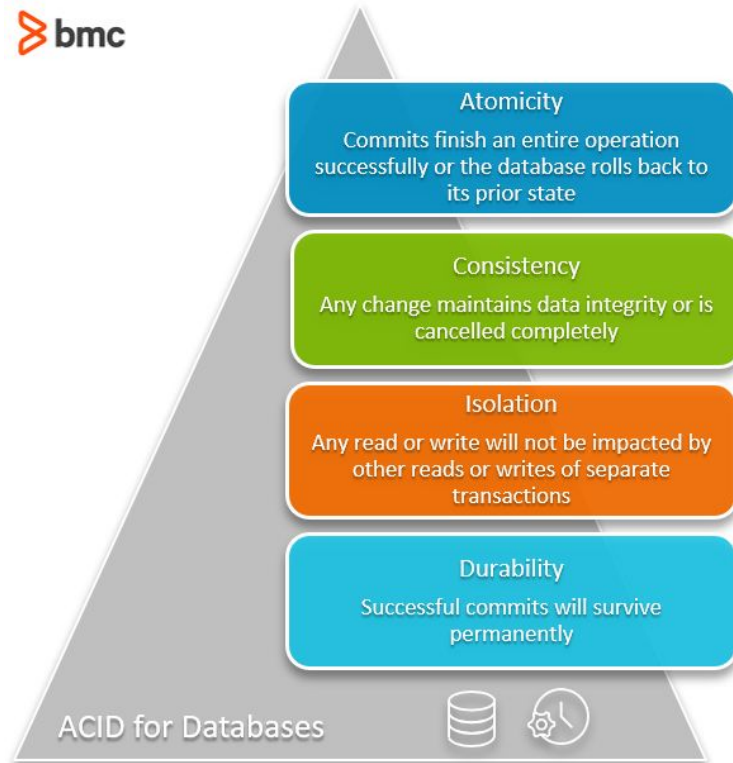 bmc
Atomicity
Commits finish an entire operation
successfully or the database rolls back to
its prior state
Consistency
Any change maintains data integrity or is
cancelled completely
Isolation
Any read or write will not be impacted by
other reads or writes of separate
transactions
Durability
Successful commits will survive
permanently
ACID for Databases